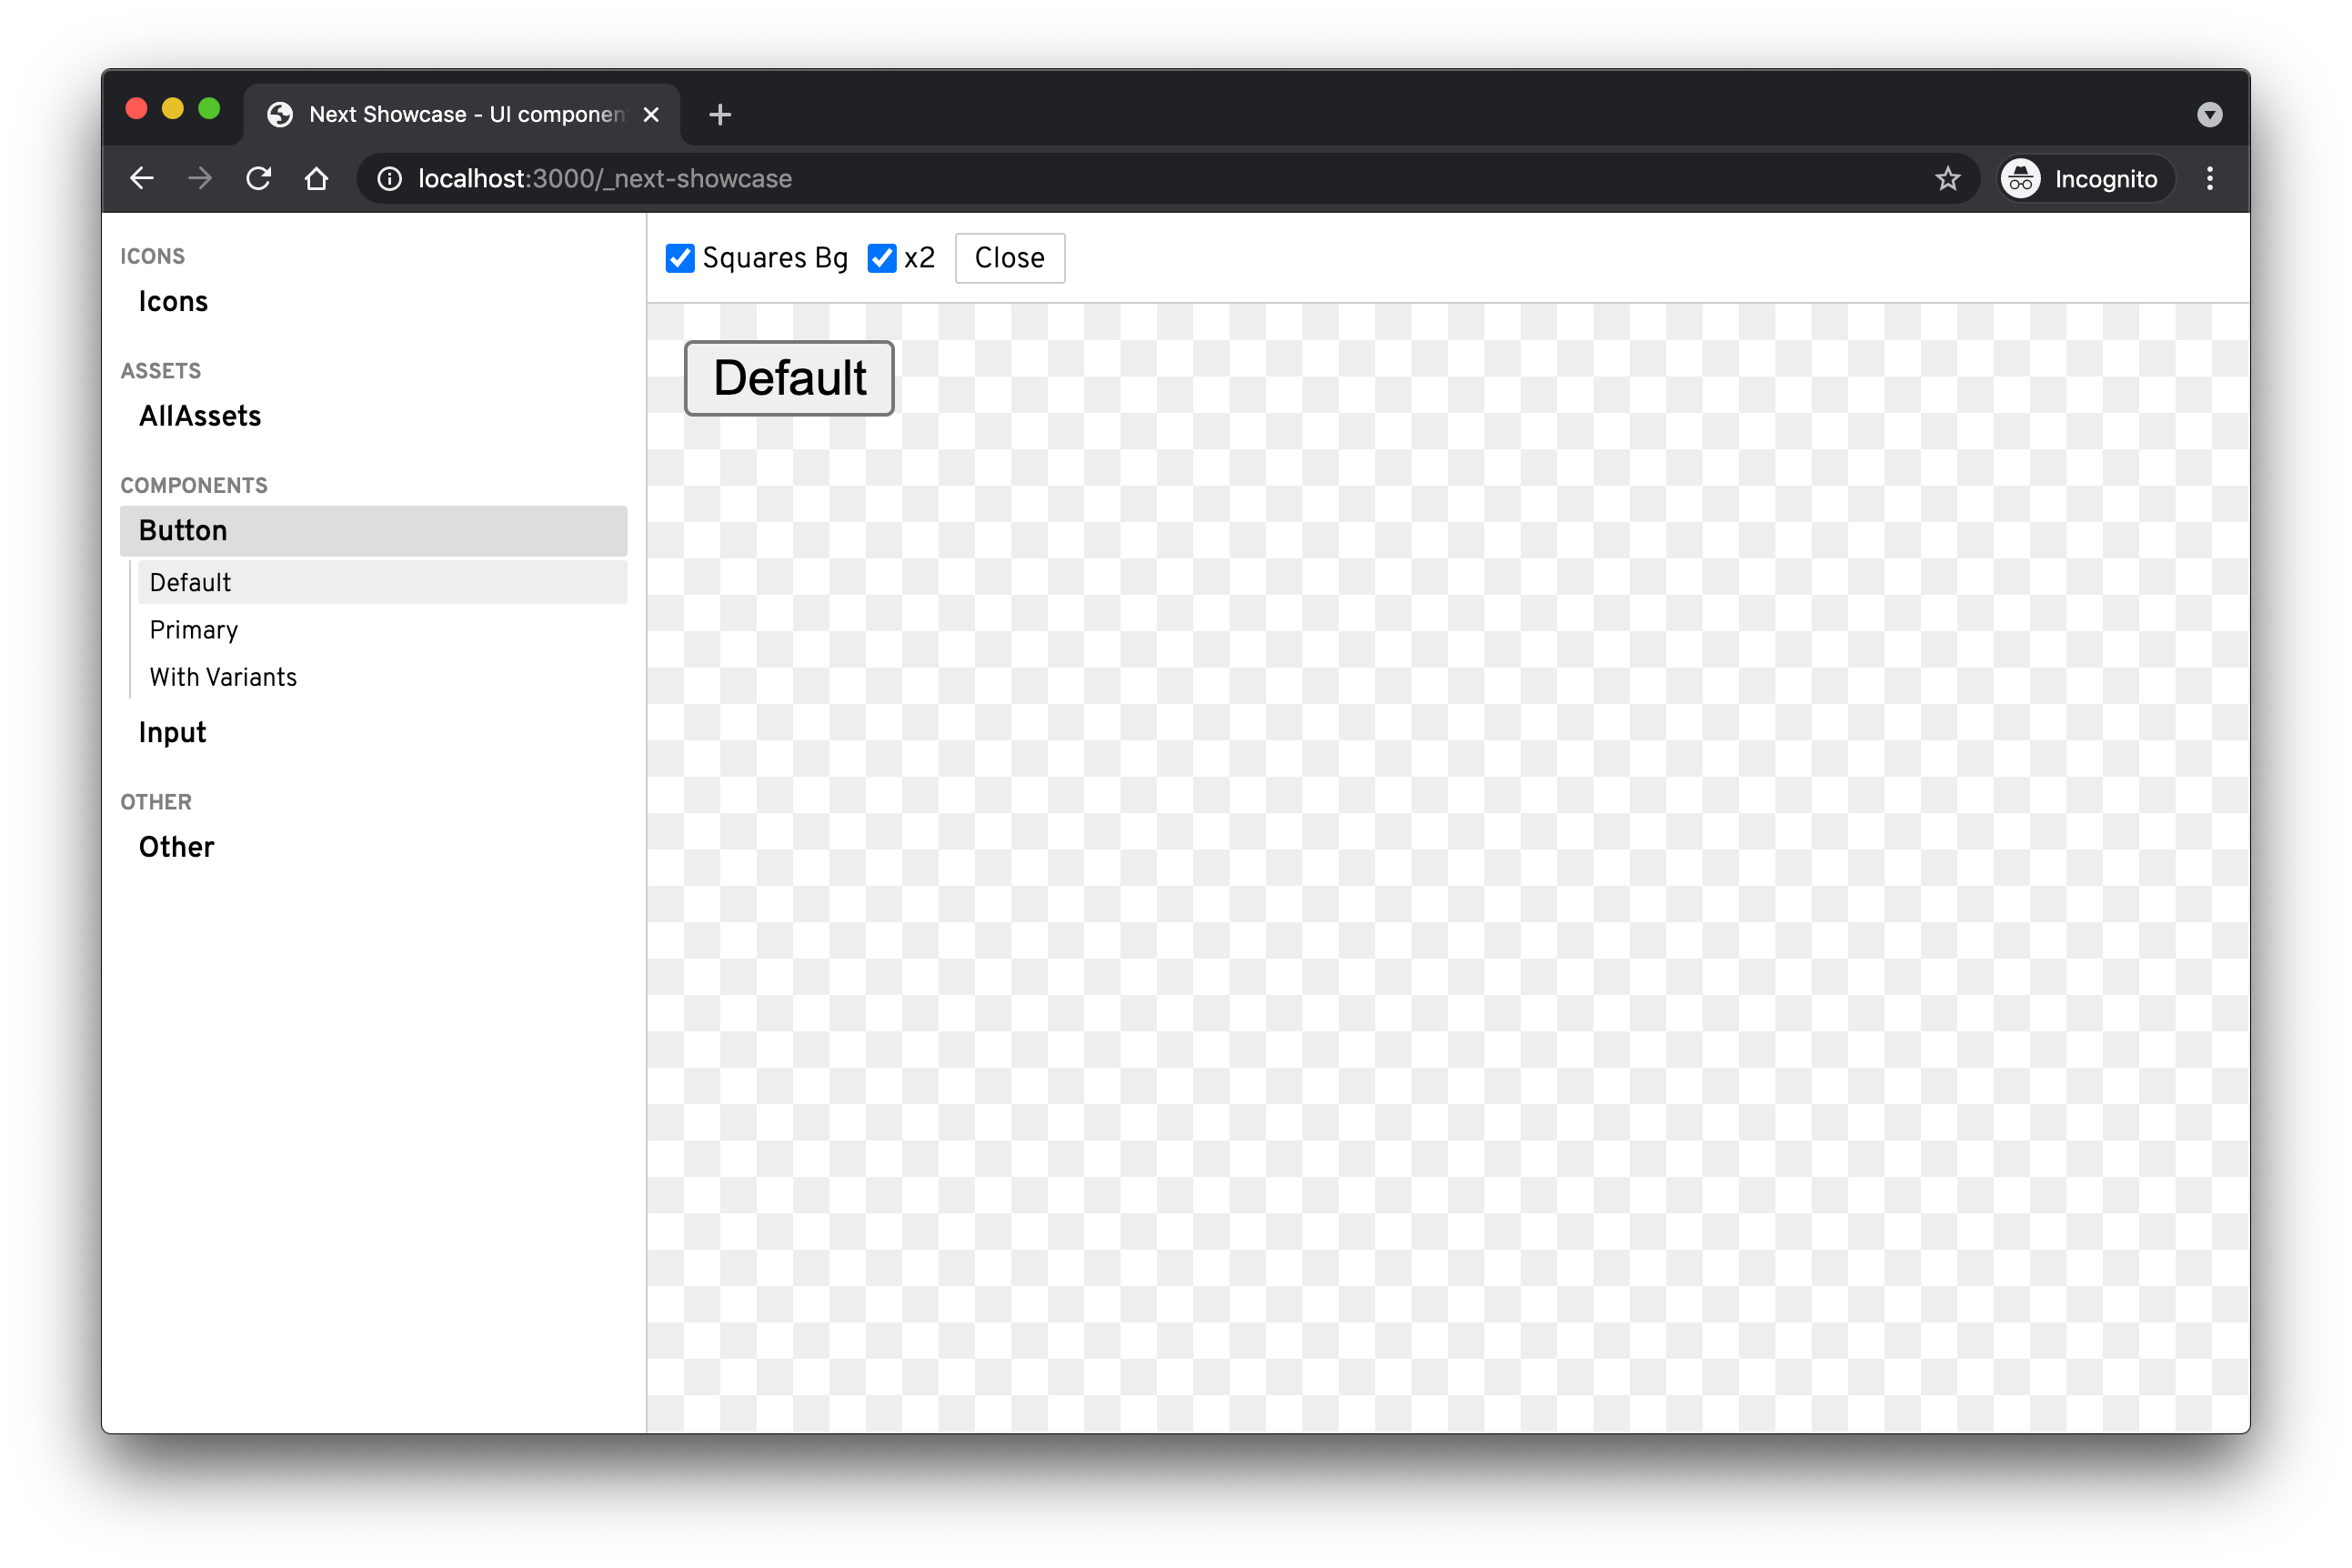 Next Showcase - UI componen
localhost:3000/_next-showcase
Incognito
ICONS
Icons
ASSETS
AllAssets
COMPONENTS
Button
Default
Primary
With Variants
Input
OTHER
Other
Squares Bg x2 Close
Default